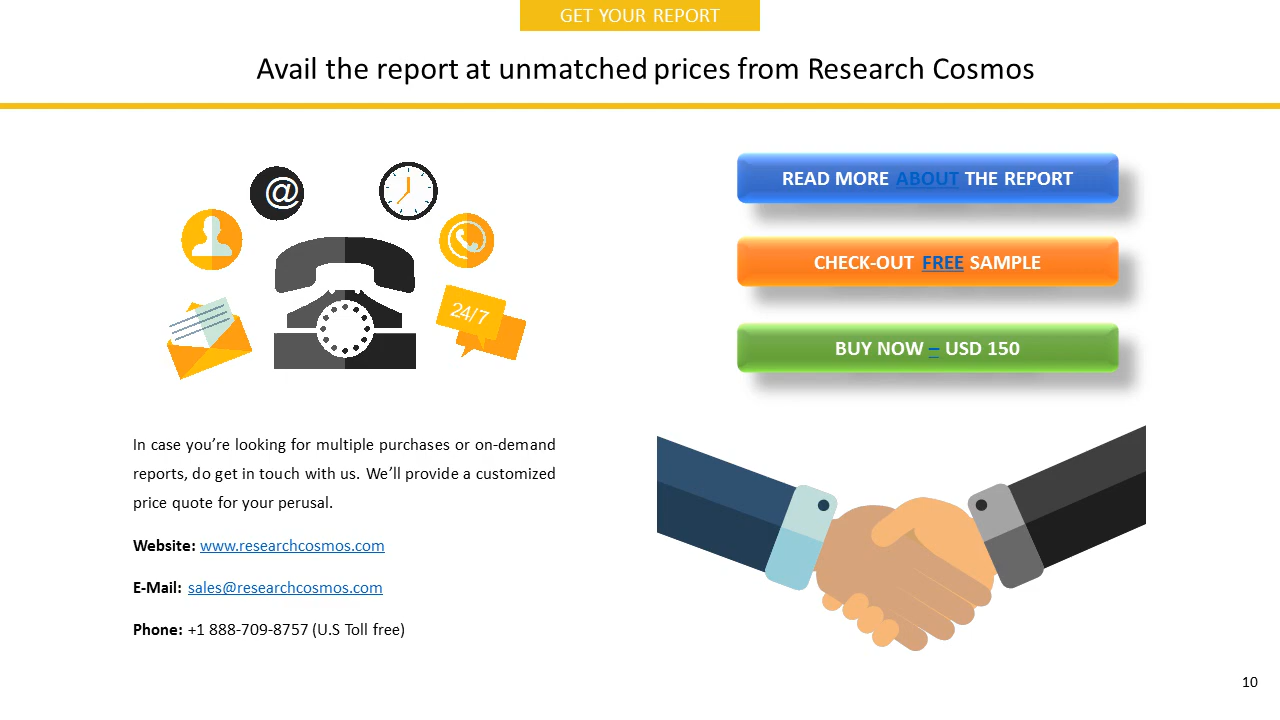 GET YOUR REPORT
Avail the report at unmatched prices from Research Cosmos
@
24/7
READ MORE ABOUT THE REPORT
CHECK-OUT FREE SAMPLE
BUY NOW – USD 150
In case you’re looking for multiple purchases or on-demand
reports, do get in touch with us. We’ll provide a customized
price quote for your perusal.
Website: www.researchcosmos.com
E-Mail: sales@researchcosmos.com
Phone: +1 888-709-8757 (U.S Toll free)
10